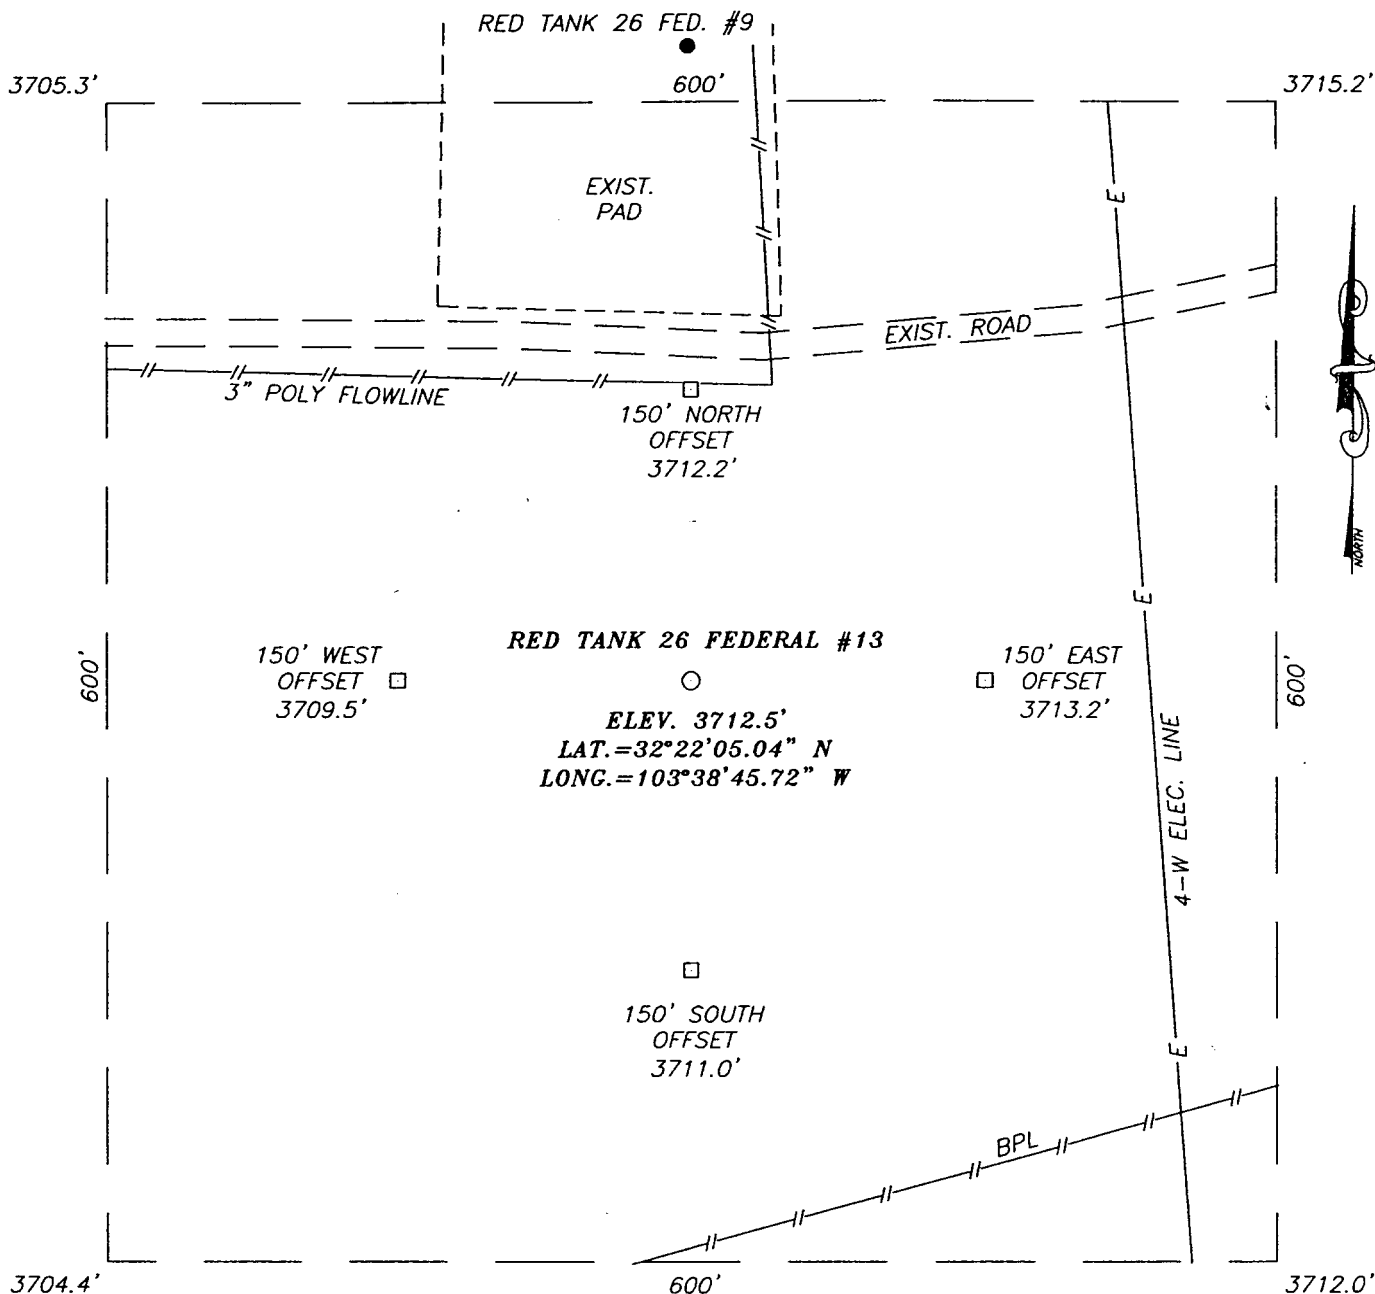 RED TANK 26 FED. #9
3705.3'
600'
3715.2'
EXIST.
PAD
EXIST. ROAD
3" POLY FLOWLINE
150' NORTH
OFFSET
3712.2'
NORTH
RED TANK 26 FEDERAL #13
150' WEST
OFFSET
3709.5'
150' EAST
OFFSET
3713.2'
600'
600'
ELEV. 3712.5'
LAT.=32°22'05.04" N
LONG.=103°38'45.72" W
E
E
4-W ELEC. LINE
E
150' SOUTH
OFFSET
3711.0'
BPL
3704.4'
600'
3712.0'